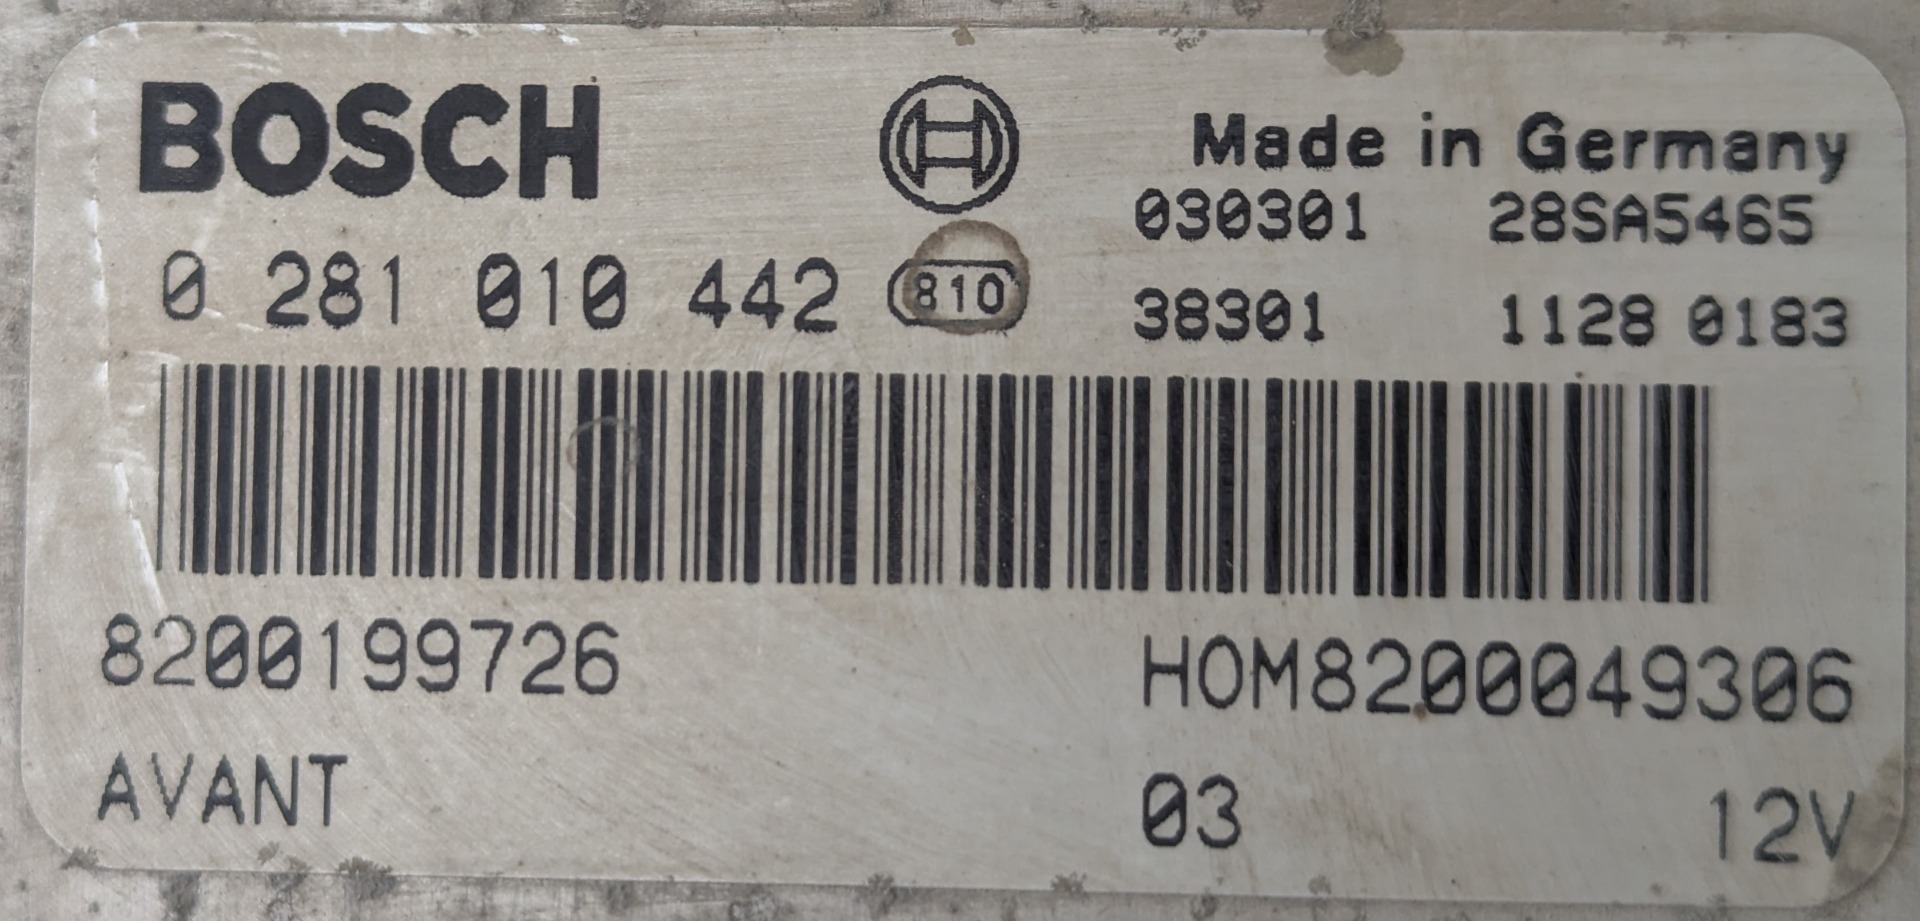 BOSCH
Made in Germany
030301 28SA5465
0 281 010 442 810
38301 1128 0183
8200199726 HOM8200049306
AVANT 03 12V